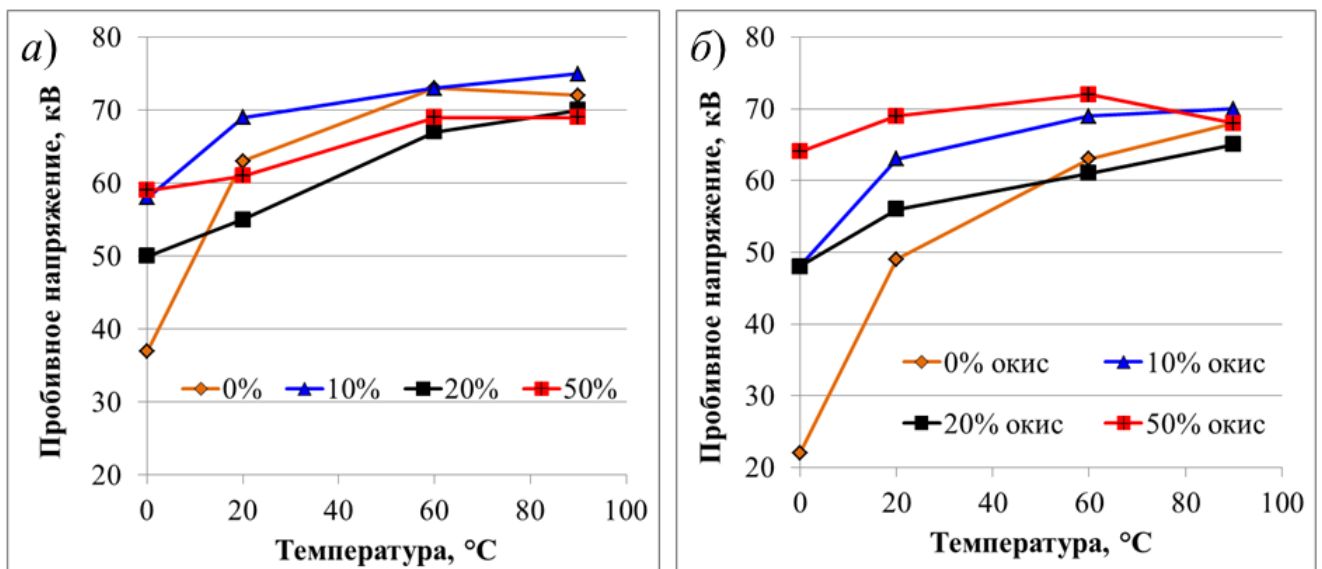 а)
Пробивное напряжение, кВ
80
70
60
50
40
30
20
0% 10% 20% 50%
0 20 40 60 80 100
Температура, °С
б)
Пробивное напряжение, кВ
80
70
60
50
40
30
20
0% окис 10% окис
20% окис 50% окис
0 20 40 60 80 100
Температура, °С